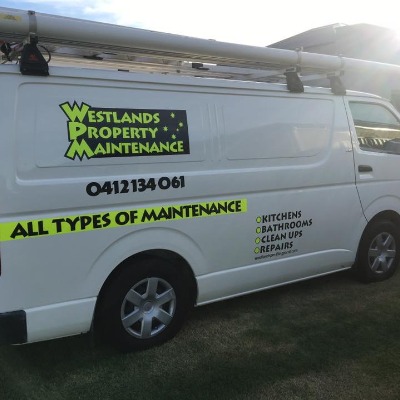 WESTLANDS
PROPERTY
MAINTENANCE
0412 134 061
ALL TYPES OF MAINTENANCE
KITCHENS
BATHROOMS
CLEAN UPS
REPAIRS